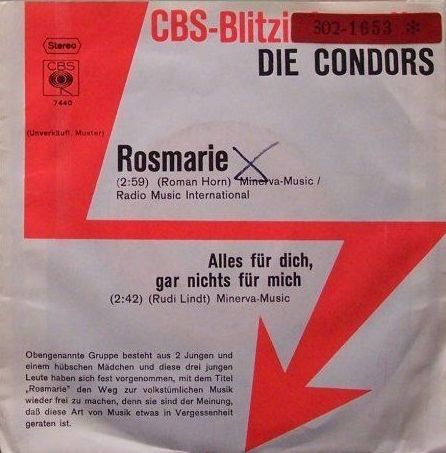 CBS-Blitzi
302-1653 *
DIE CONDORS
Stereo
CBS
7440
(Unverkäufl. Muster)
Rosmarie
(2:59) (Roman Horn) Minerva-Music /
Radio Music International
Alles für dich,
gar nichts für mich
(2:42) (Rudi Lindt) Minerva-Music
Obengenannte Gruppe besteht aus 2 Jungen und
einem hübschen Mädchen und diese drei jungen
Leute haben sich fest vorgenommen, mit dem Titel
„Rosmarie" den Weg zur volkstümlichen Musik
wieder frei zu machen, denn sie sind der Meinung,
daß diese Art von Musik etwas in Vergessenheit
geraten ist.